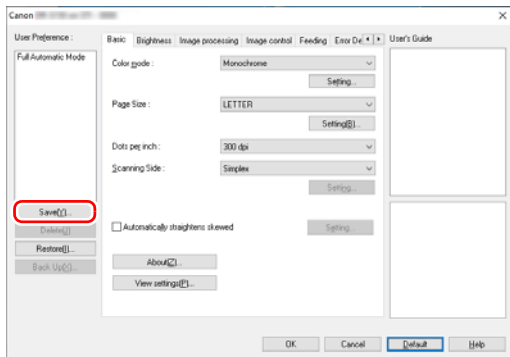 Canon
User Preference :
Full Automatic Mode
Save(Y)...
Delete(J)
Restore(I)...
Back Up(K)...
Basic
Brightness
Image processing
Image control
Feeding
Error De
User's Guide
Color mode :
Monochrome
Setting...
Page Size :
LETTER
Setting(B)...
Dots per inch :
300 dpi
Scanning Side :
Simplex
Setting...
Automatically straightens skewed
Setting...
About(Z)...
View settings(P)...
OK
Cancel
Default
Help